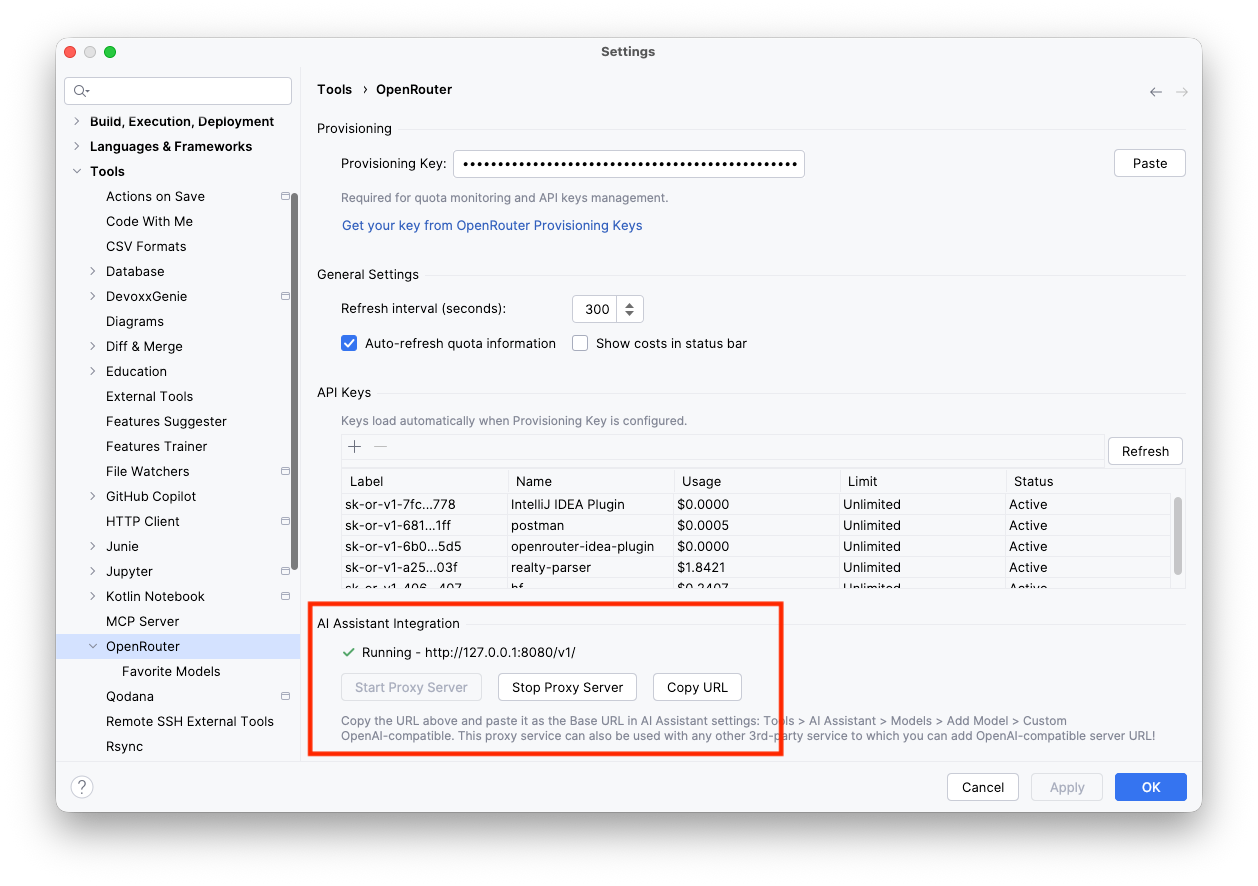 Settings
Build, Execution, Deployment
Languages & Frameworks
Tools
Actions on Save
Code With Me
CSV Formats
Database
DevoxxGenie
Diagrams
Diff & Merge
Education
External Tools
Features Suggester
Features Trainer
File Watchers
GitHub Copilot
HTTP Client
Junie
Jupyter
Kotlin Notebook
MCP Server
OpenRouter
Favorite Models
Qodana
Remote SSH External Tools
Rsync
?
Tools › OpenRouter
Provisioning
Provisioning Key:
Paste
Required for quota monitoring and API keys management.
Get your key from OpenRouter Provisioning Keys
General Settings
Refresh interval (seconds): 300
Auto-refresh quota information Show costs in status bar
API Keys
Keys load automatically when Provisioning Key is configured.
Refresh
Label Name Usage Limit Status
sk-or-v1-7fc...778 IntelliJ IDEA Plugin $0.0000 Unlimited Active
sk-or-v1-681...1ff postman $0.0005 Unlimited Active
sk-or-v1-6b0...5d5 openrouter-idea-plugin $0.0000 Unlimited Active
sk-or-v1-a25...03f realty-parser $1.8421 Unlimited Active
Unlimited Active
AI Assistant Integration
Running - http://127.0.0.1:8080/v1/
Start Proxy Server Stop Proxy Server Copy URL
Copy the URL above and paste it as the Base URL in AI Assistant settings: Tools > AI Assistant > Models > Add Model > Custom
OpenAI-compatible. This proxy service can also be used with any other 3rd-party service to which you can add OpenAI-compatible server URL!
Cancel Apply OK